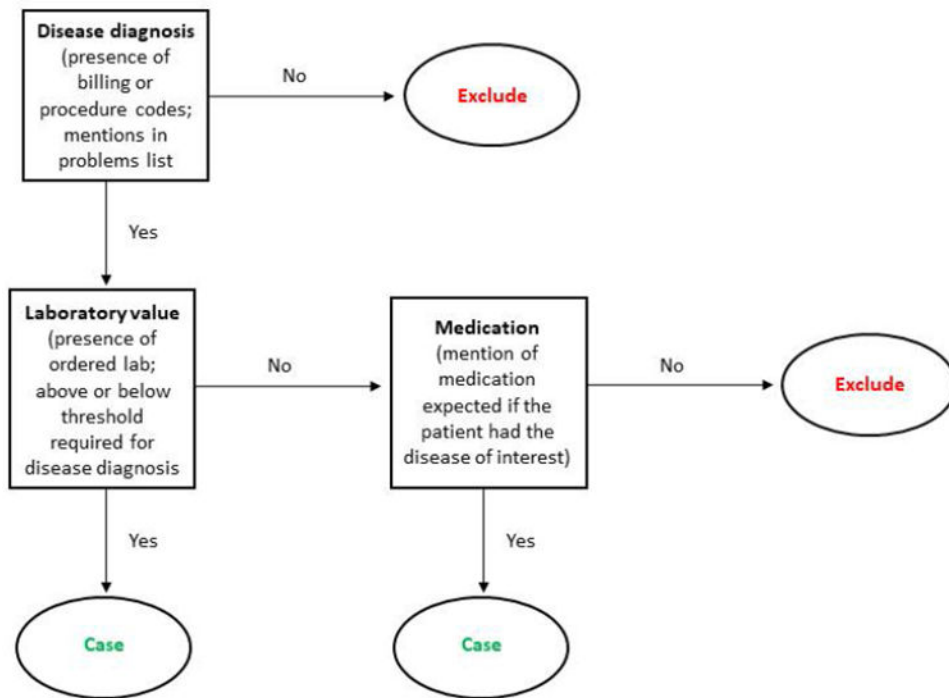 Disease diagnosis
(presence of
billing or
procedure codes;
mentions in
problems list
No
Exclude
Yes
Laboratory value
(presence of
ordered lab;
above or below
threshold
required for
disease diagnosis
No
Medication
(mention of
medication
expected if the
patient had the
disease of interest)
No
Exclude
Yes
Yes
Case
Case